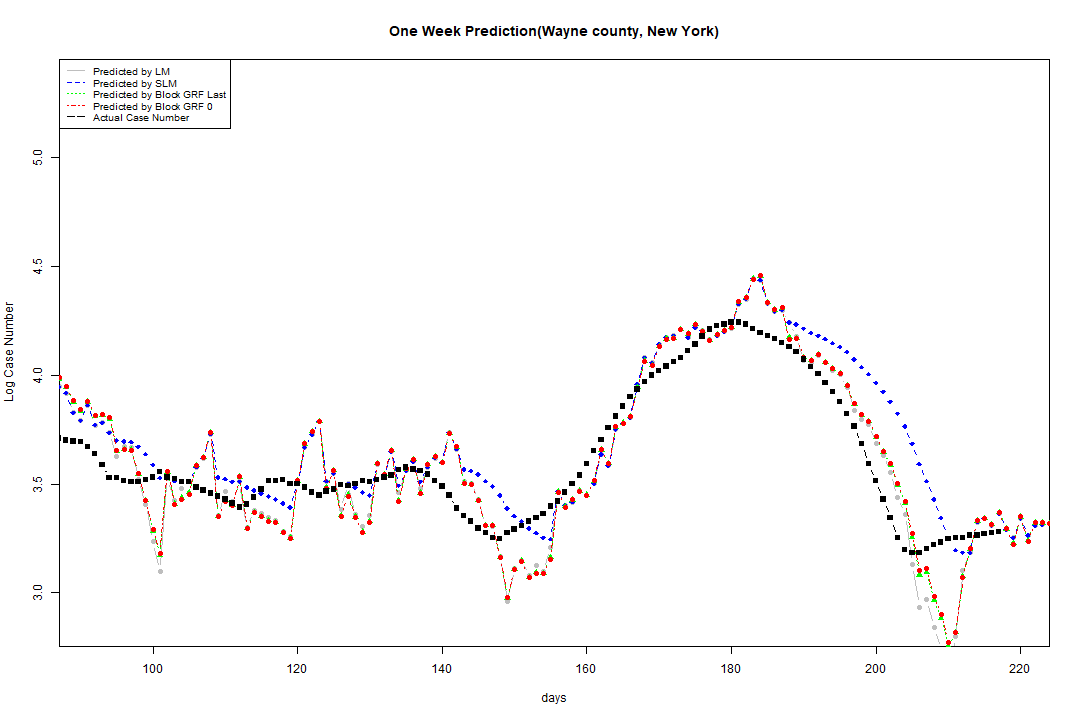 One Week Prediction(Wayne county, New York)
Predicted by LM
Predicted by SLM
Predicted by Block GRF Last
Predicted by Block GRF 0
Actual Case Number
5.0
4.5
4.0
3.5
3.0
Log Case Number
100 120 140 160 180 200 220
days